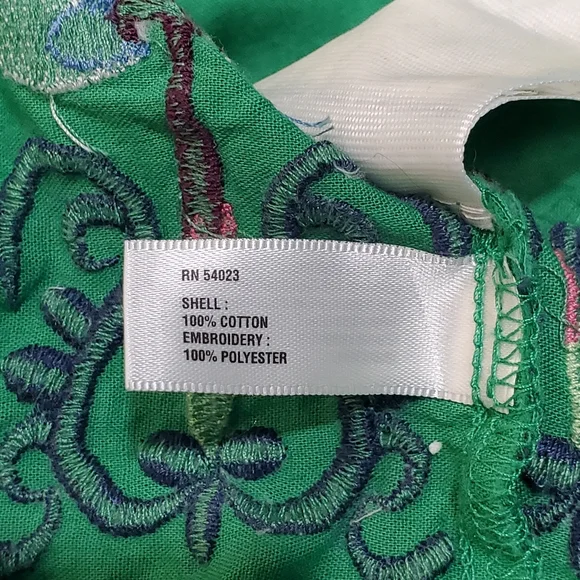 RN 54023
SHELL :
100% COTTON
EMBROIDERY :
100% POLYESTER